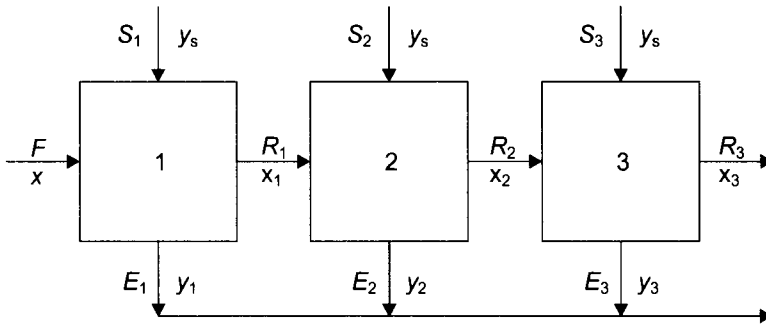 S1 ys S2 ys S3 ys
F R1 R2 R3
1 2 3
x x1 x2 x3
E1 y1 E2 y2 E3 y3